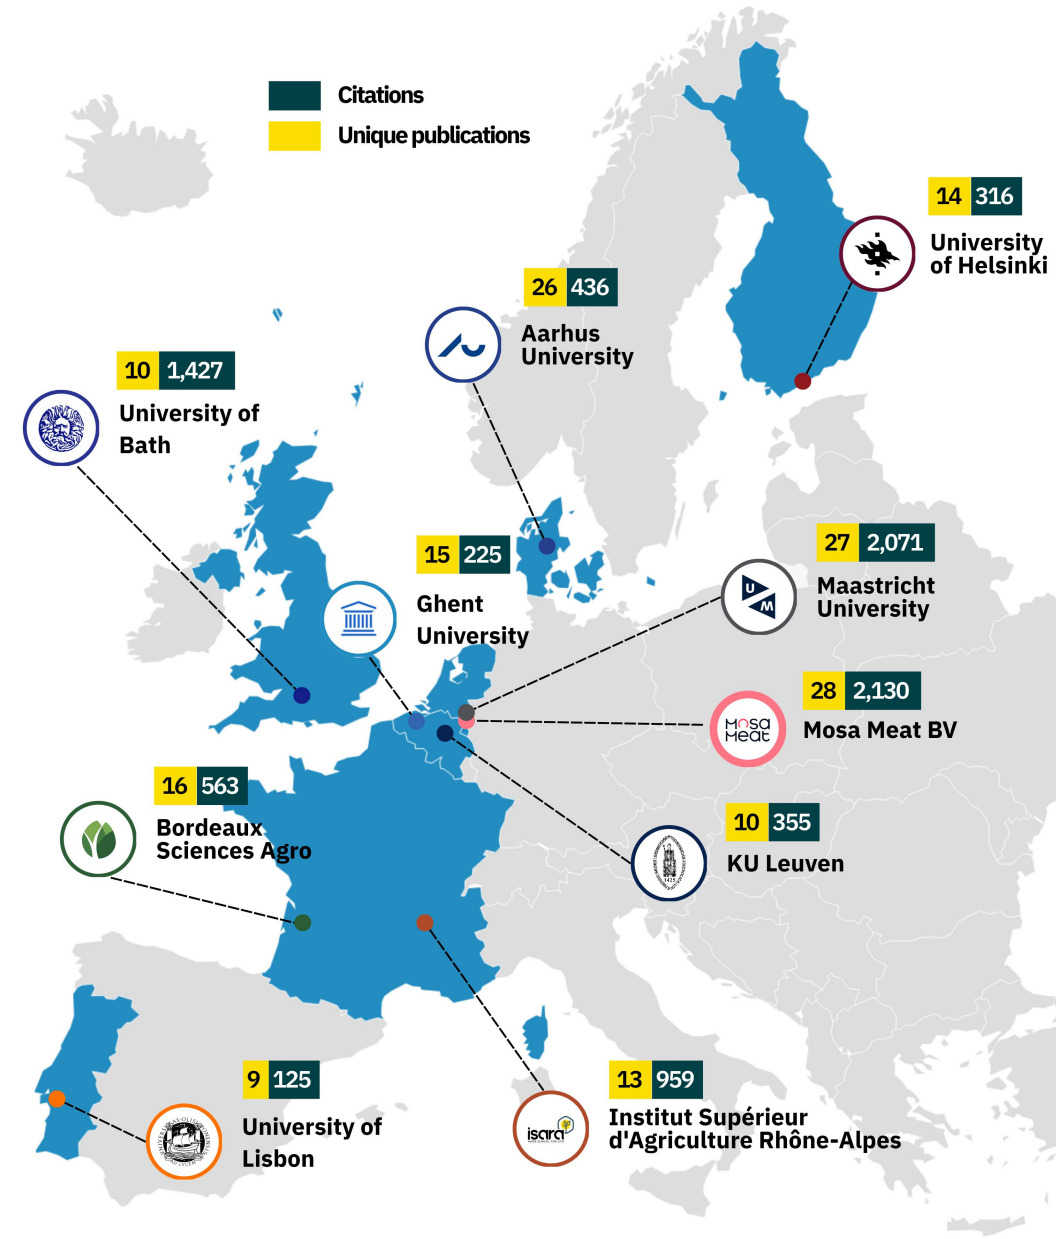 Citations
Unique publications
14 316
University
of Helsinki
26 436
Aarhus
University
10 1,427
University of
Bath
15 225
Ghent
University
27 2,071
Maastricht
University
U
M
28 2,130
Mosa Meat BV
MOSA
MeaT
16 563
Bordeaux
Sciences Agro
10 355
KU Leuven
1425
9 125
University of
Lisbon
13 959
Institut Supérieur
d'Agriculture Rhône-Alpes
isara